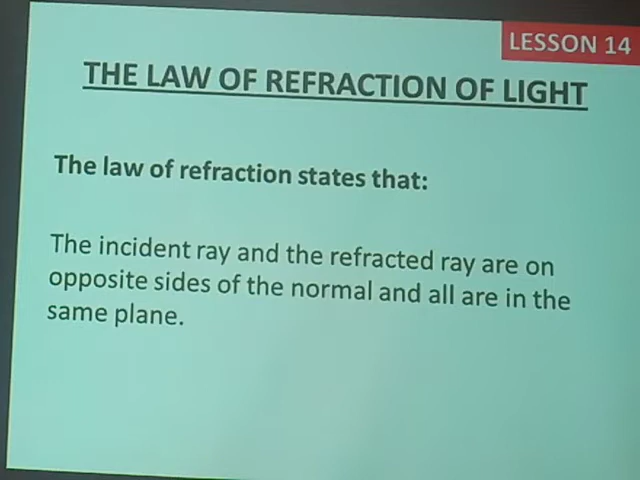 LESSON 14
THE LAW OF REFRACTION OF LIGHT
The law of refraction states that:
The incident ray and the refracted ray are on
opposite sides of the normal and all are in the
same plane.